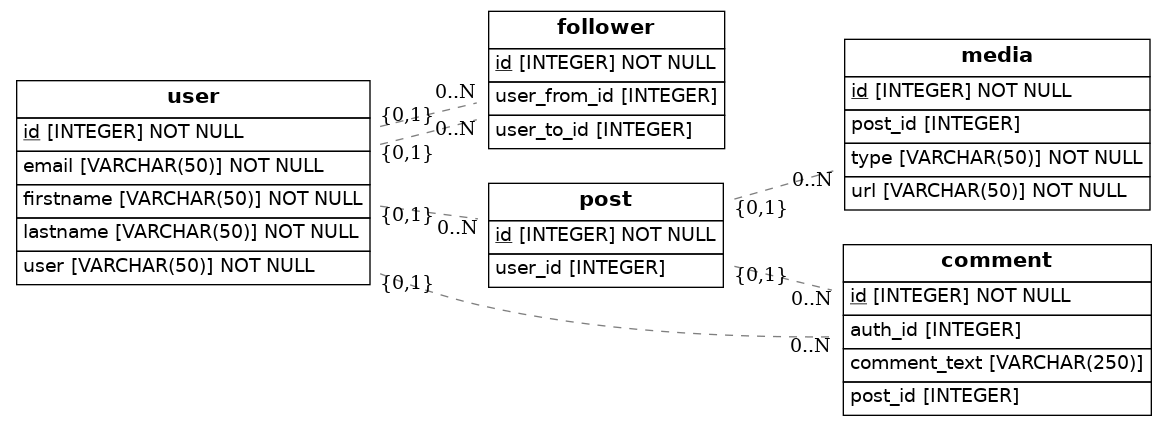 user
id [INTEGER] NOT NULL
email [VARCHAR(50)] NOT NULL
firstname [VARCHAR(50)] NOT NULL
lastname [VARCHAR(50)] NOT NULL
user [VARCHAR(50)] NOT NULL
{0,1}
0..N
{0,1}
0..N
{0,1}
0..N
{0,1}
0..N
follower
id [INTEGER] NOT NULL
user_from_id [INTEGER]
user_to_id [INTEGER]
post
id [INTEGER] NOT NULL
user_id [INTEGER]
{0,1}
0..N
{0,1}
0..N
media
id [INTEGER] NOT NULL
post_id [INTEGER]
type [VARCHAR(50)] NOT NULL
url [VARCHAR(50)] NOT NULL
comment
id [INTEGER] NOT NULL
auth_id [INTEGER]
comment_text [VARCHAR(250)]
post_id [INTEGER]